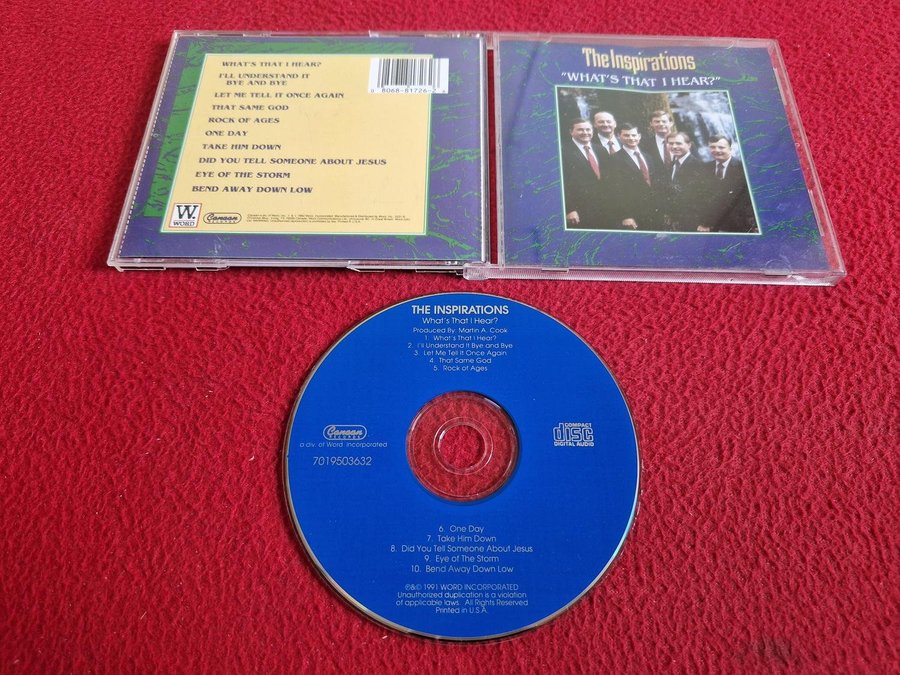 WHAT'S THAT I HEAR?
I'LL UNDERSTAND IT
BYE AND BYE
LET ME TELL IT ONCE AGAIN
THAT SAME GOD
ROCK OF AGES
ONE DAY
TAKE HIM DOWN
DID YOU TELL SOMEONE ABOUT JESUS
EYE OF THE STORM
BEND AWAY DOWN LOW
W.
WORD
Canaan
RECORDS
The Inspirations
"WHAT'S THAT I HEAR?"
THE INSPIRATIONS
What's That I Hear?
Produced By: Martin A. Cook
1. What's That I Hear?
2. I'll Understand It Bye and Bye
3. Let Me Tell It Once Again
4. That Same God
5. Rock of Ages
Canaan
RECORDS
a div. of Word Incorporated
7019503632
COMPACT
disc
DIGITAL AUDIO
6. One Day
7. Take Him Down
8. Did You Tell Someone About Jesus
9. Eye of The Storm
10. Bend Away Down Low
℗&© 1991 WORD INCORPORATED
Unauthorized duplication is a violation
of applicable laws. All Rights Reserved
Printed in U.S.A.